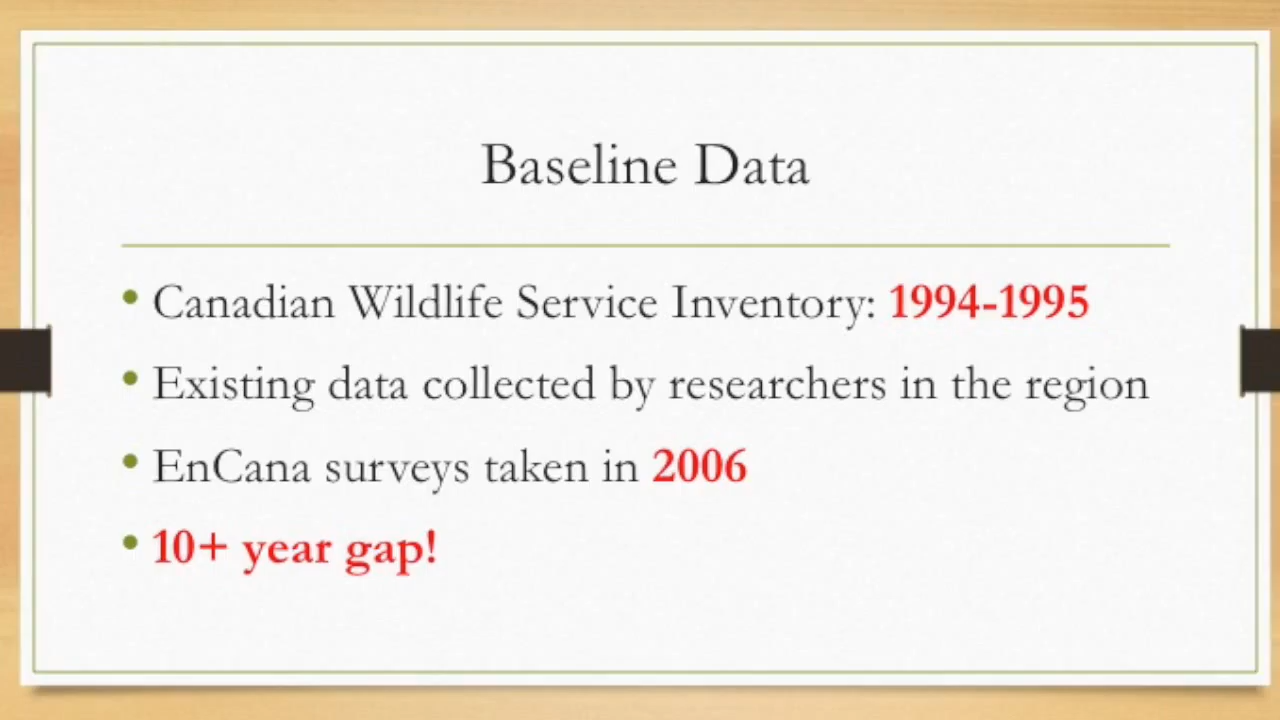 Baseline Data
• Canadian Wildlife Service Inventory: 1994-1995
• Existing data collected by researchers in the region
• EnCana surveys taken in 2006
• 10+ year gap!